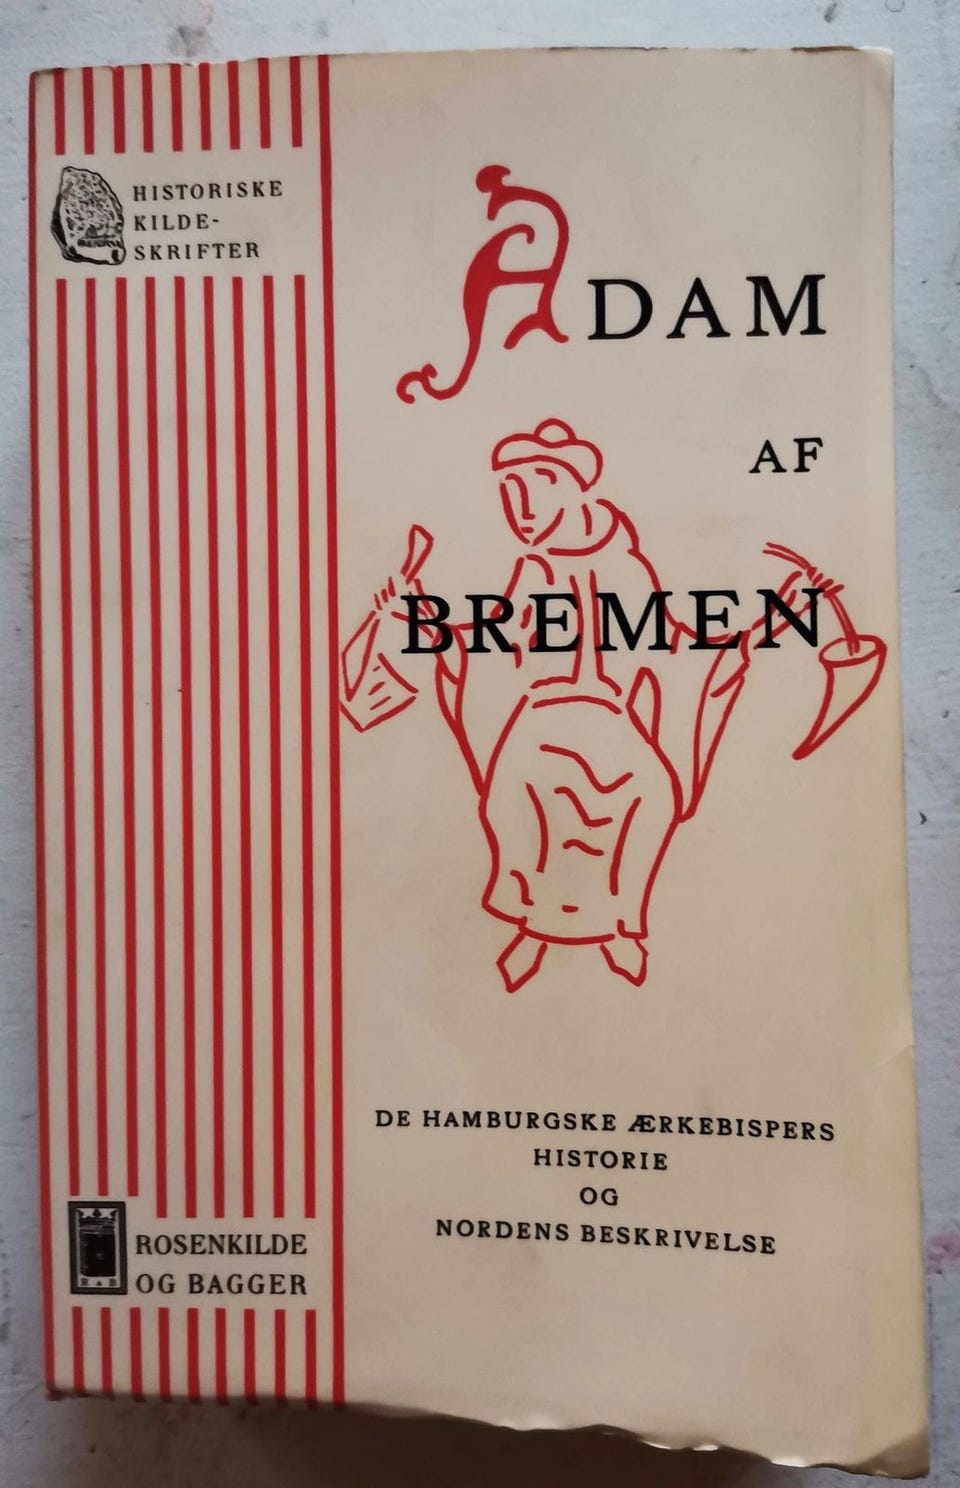 HISTORISKE
KILDE-
SKRIFTER
ADAM
AF
BREMEN
DE HAMBURGSKE ÆRKEBISPERS
HISTORIE
OG
NORDENS BESKRIVELSE
R B
ROSENKILDE
OG BAGGER